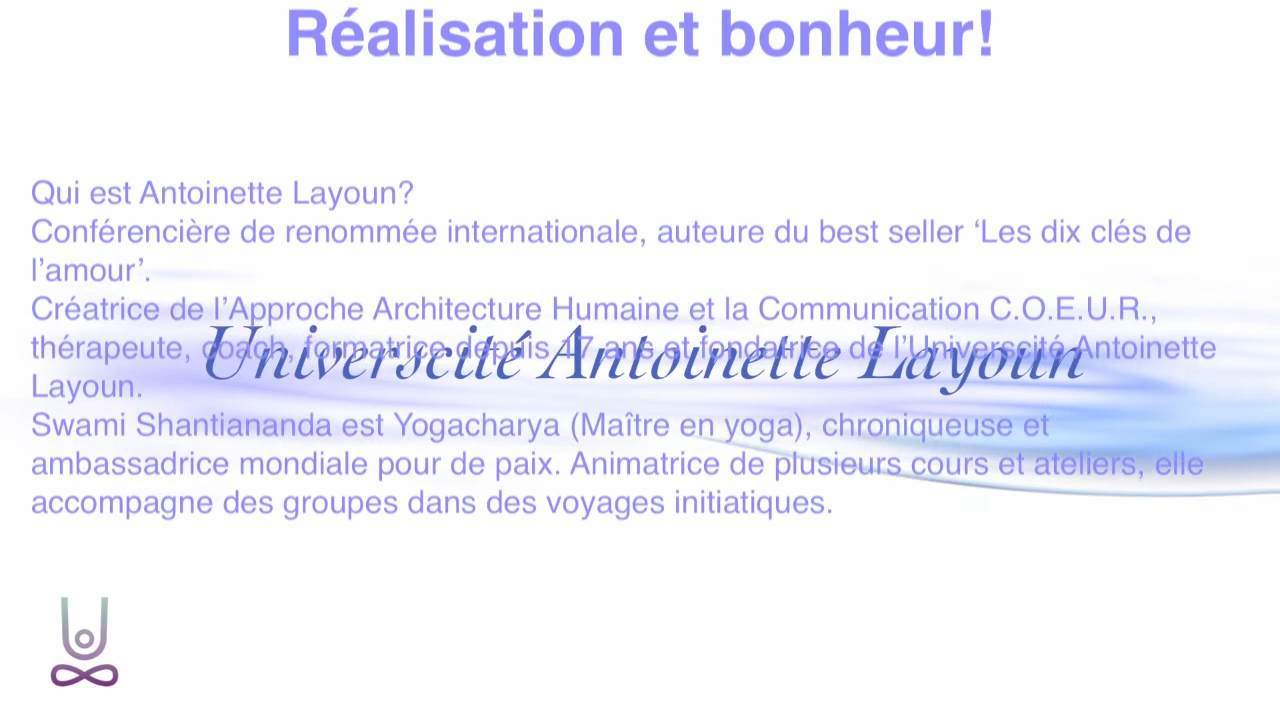 Réalisation et bonheur!
Qui est Antoinette Layoun?
Conférencière de renommée internationale, auteure du best seller ‘Les dix clés de
l’amour’.
Créatrice de l’Approche Architecture Humaine et la Communication C.O.E.U.R.,
thérapeute, coach, formatrice depuis 17 ans et fondatrice de l’Universcité Antoinette
Layoun.
Universcité Antoinette Layoun
Swami Shantiananda est Yogacharya (Maître en yoga), chroniqueuse et
ambassadrice mondiale pour de paix. Animatrice de plusieurs cours et ateliers, elle
accompagne des groupes dans des voyages initiatiques.